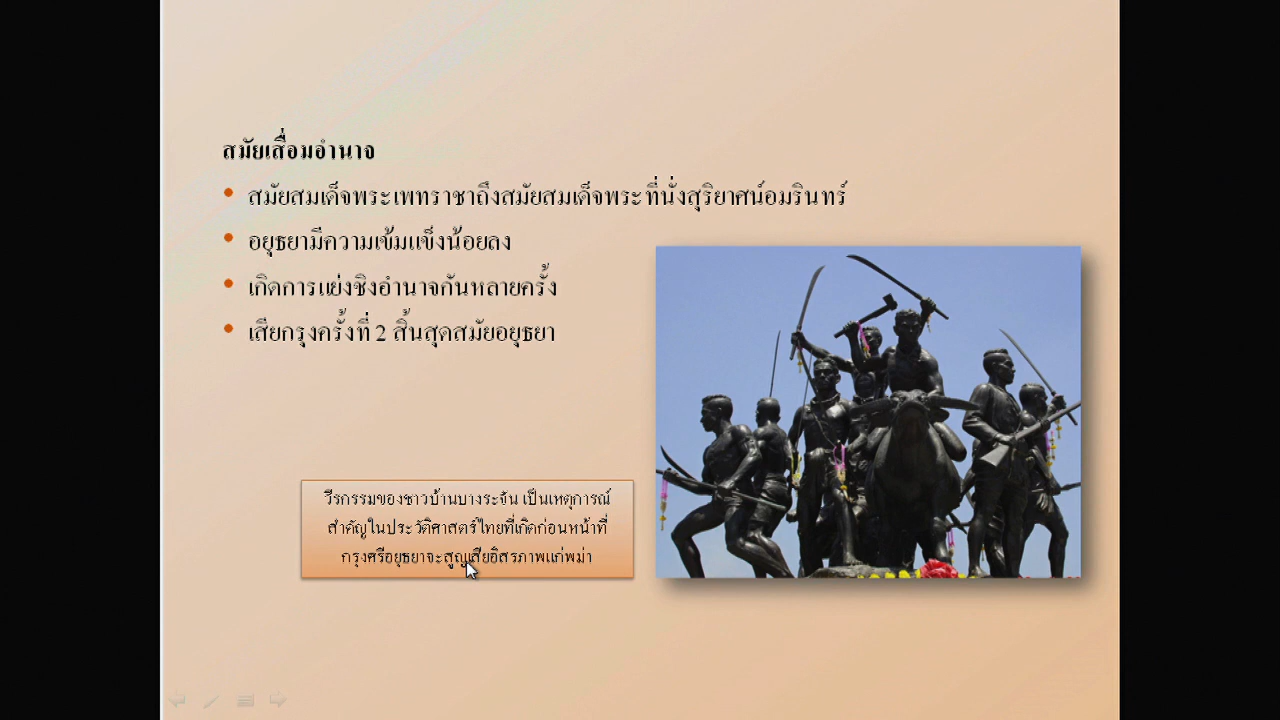 สมัยเสื่อมอำนาจ
• สมัยสมเด็จพระเพทราชาถึงสมัยสมเด็จพระที่นั่งสุริยาศน์อมรินทร์
• อยุธยามีความเข้มแข็งน้อยลง
• เกิดการแย่งชิงอำนาจกันหลายครั้ง
• เสียกรุงครั้งที่ 2 สิ้นสุดสมัยอยุธยา
วีรกรรมของชาวบ้านบางระจัน เป็นเหตุการณ์
สำคัญในประวัติศาสตร์ไทยที่เกิดก่อนหน้าที่
กรุงศรีอยุธยาจะสูญเสียอิสรภาพแก่พม่า